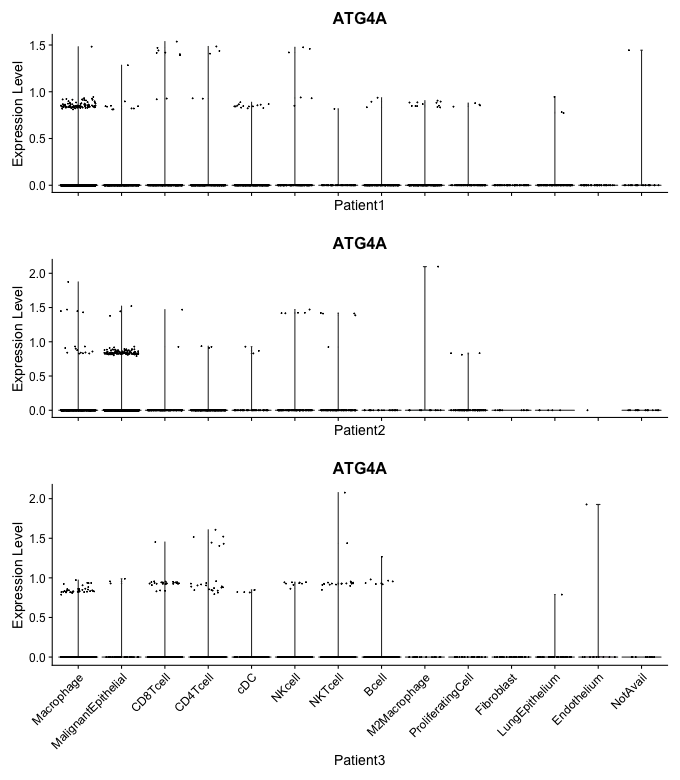 ATG4A
Expression Level
1.5
1.0
0.5
0.0
Patient1
ATG4A
Expression Level
2.0
1.5
1.0
0.5
0.0
Patient2
ATG4A
Expression Level
2.0
1.5
1.0
0.5
0.0
Macrophage
MalignantEpithelial
CD8Tcell
CD4Tcell
cDC
NKcell
NKTcell
Bcell
M2Macrophage
ProliferatingCell
Fibroblast
LungEpithelium
Endothelium
NotAvail
Patient3